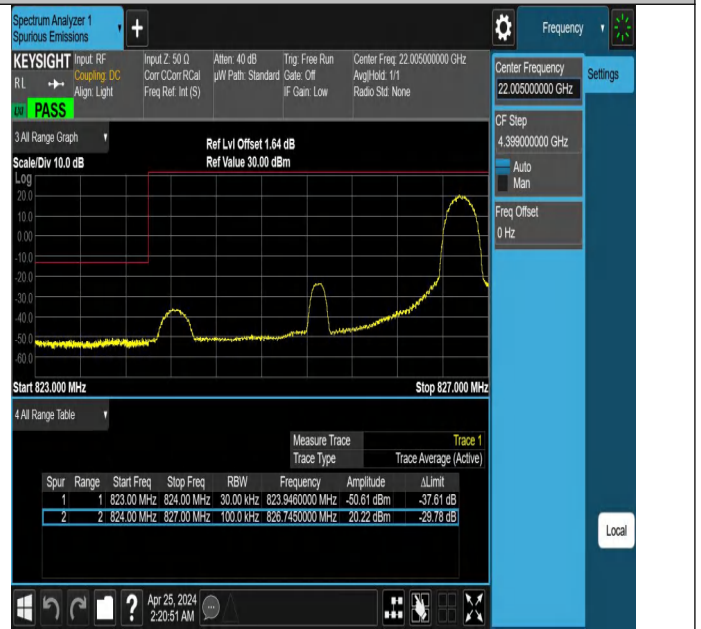 Spectrum Analyzer 1
Spurious Emissions
Frequency
KEYSIGHT
RL
LXI PASS
Input: RF
Coupling: DC
Align: Light
Input Z: 50 Ω
Corr CCorr RCal
Freq Ref: Int (S)
Atten: 40 dB
µW Path: Standard
Trig: Free Run
Gate: Off
IF Gain: Low
Center Freq: 22.005000000 GHz
Avg|Hold: 1/1
Radio Std: None
Center Frequency
22.005000000 GHz
Settings
CF Step
4.399000000 GHz
Auto
Man
Freq Offset
0 Hz
3 All Range Graph
Scale/Div 10.0 dB
Ref Lvl Offset 1.64 dB
Ref Value 30.00 dBm
Log
20.0
10.0
0.00
-10.0
-20.0
-30.0
-40.0
-50.0
-60.0
Start 823.000 MHz
Stop 827.000 MHz
4 All Range Table
Measure Trace Trace 1
Trace Type Trace Average (Active)
Spur Range Start Freq Stop Freq RBW Frequency Amplitude ΔLimit
1 1 823.00 MHz 824.00 MHz 30.00 kHz 823.9460000 MHz -50.61 dBm -37.61 dB
2 2 824.00 MHz 827.00 MHz 100.0 kHz 826.7450000 MHz 20.22 dBm -29.78 dB
Local
?
Apr 25, 2024
2:20:51 AM